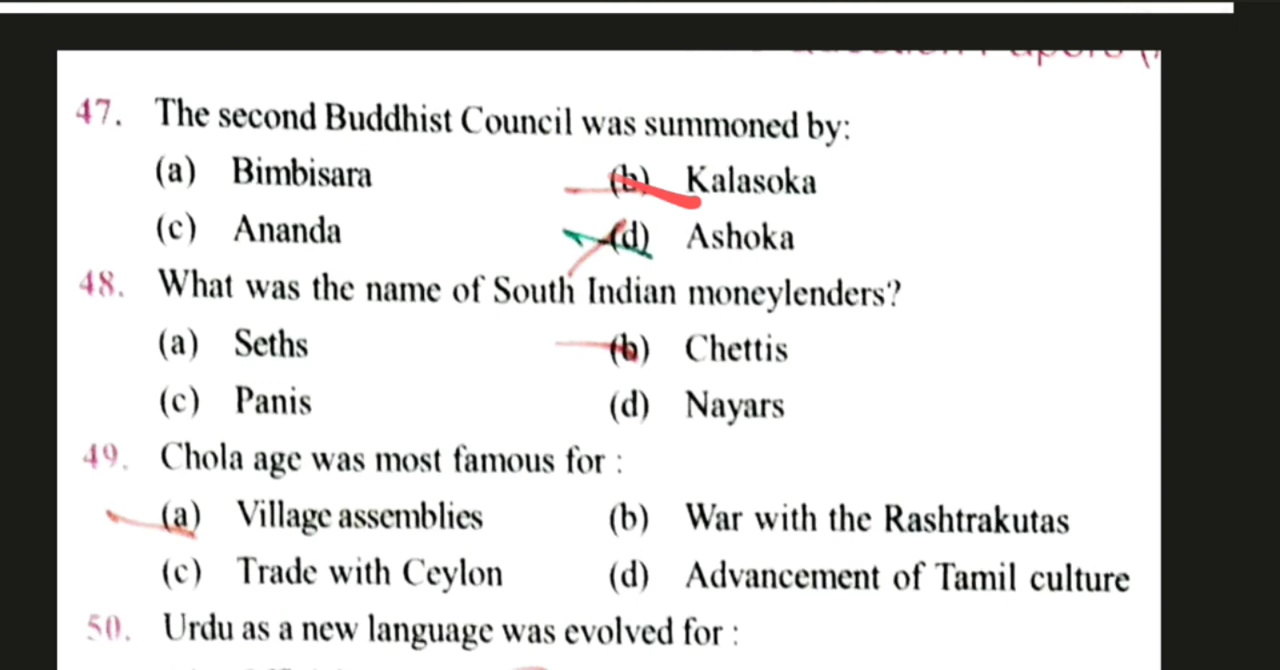 47. The second Buddhist Council was summoned by:
(a) Bimbisara (b) Kalasoka
(c) Ananda (d) Ashoka
48. What was the name of South Indian moneylenders?
(a) Seths (b) Chettis
(c) Panis (d) Nayars
49. Chola age was most famous for :
(a) Village assemblies (b) War with the Rashtrakutas
(c) Trade with Ceylon (d) Advancement of Tamil culture
50. Urdu as a new language was evolved for :